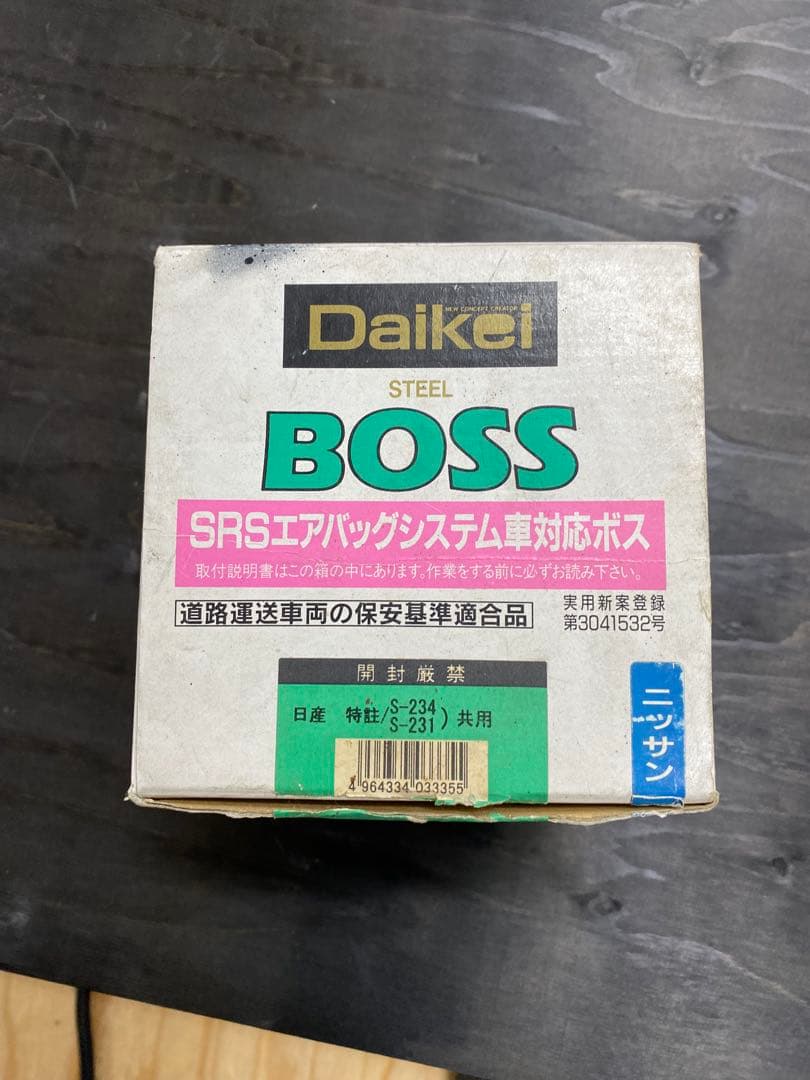 NEW CONCEPT CREATOR
Daikei
STEEL
BOSS
SRSエアバッグシステム車対応ボス
取付説明書はこの箱の中にあります。作業をする前に必ずお読み下さい。
道路運送車両の保安基準適合品
実用新案登録
第3041532号
開封厳禁
日産 特註/S-234
S-231)共用
4 964334 033355
ニッサン